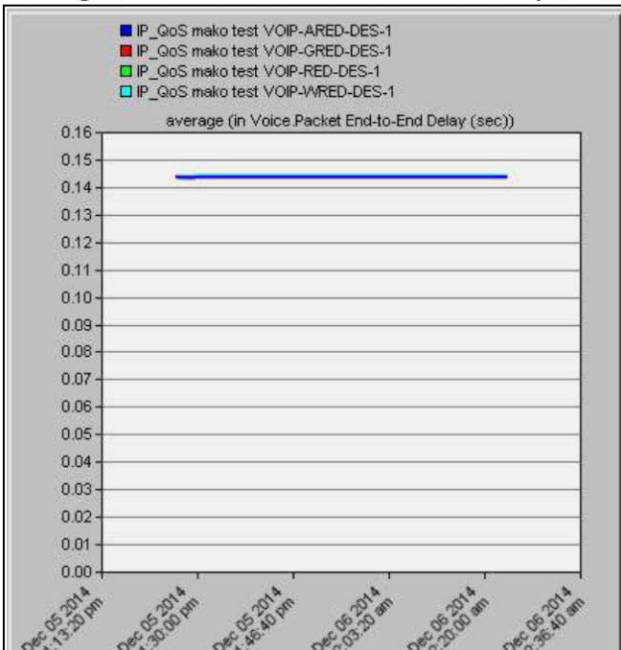 IP_QoS mako test VOIP-ARED-DES-1
IP_QoS mako test VOIP-GRED-DES-1
IP_QoS mako test VOIP-RED-DES-1
IP_QoS mako test VOIP-WRED-DES-1
average (in Voice.Packet End-to-End Delay (sec))
0.16
0.15
0.14
0.13
0.12
0.11
0.10
0.09
0.08
0.07
0.06
0.05
0.04
0.03
0.02
0.01
0.00
Dec 05 2014
:13:20 pm
Dec 05 2014
:30:00 pm
Dec 05 2014
:46:40 pm
Dec 06 2014
:03:20 am
Dec 06 2014
:20:00 am
Dec 06 2014
:36:40 am